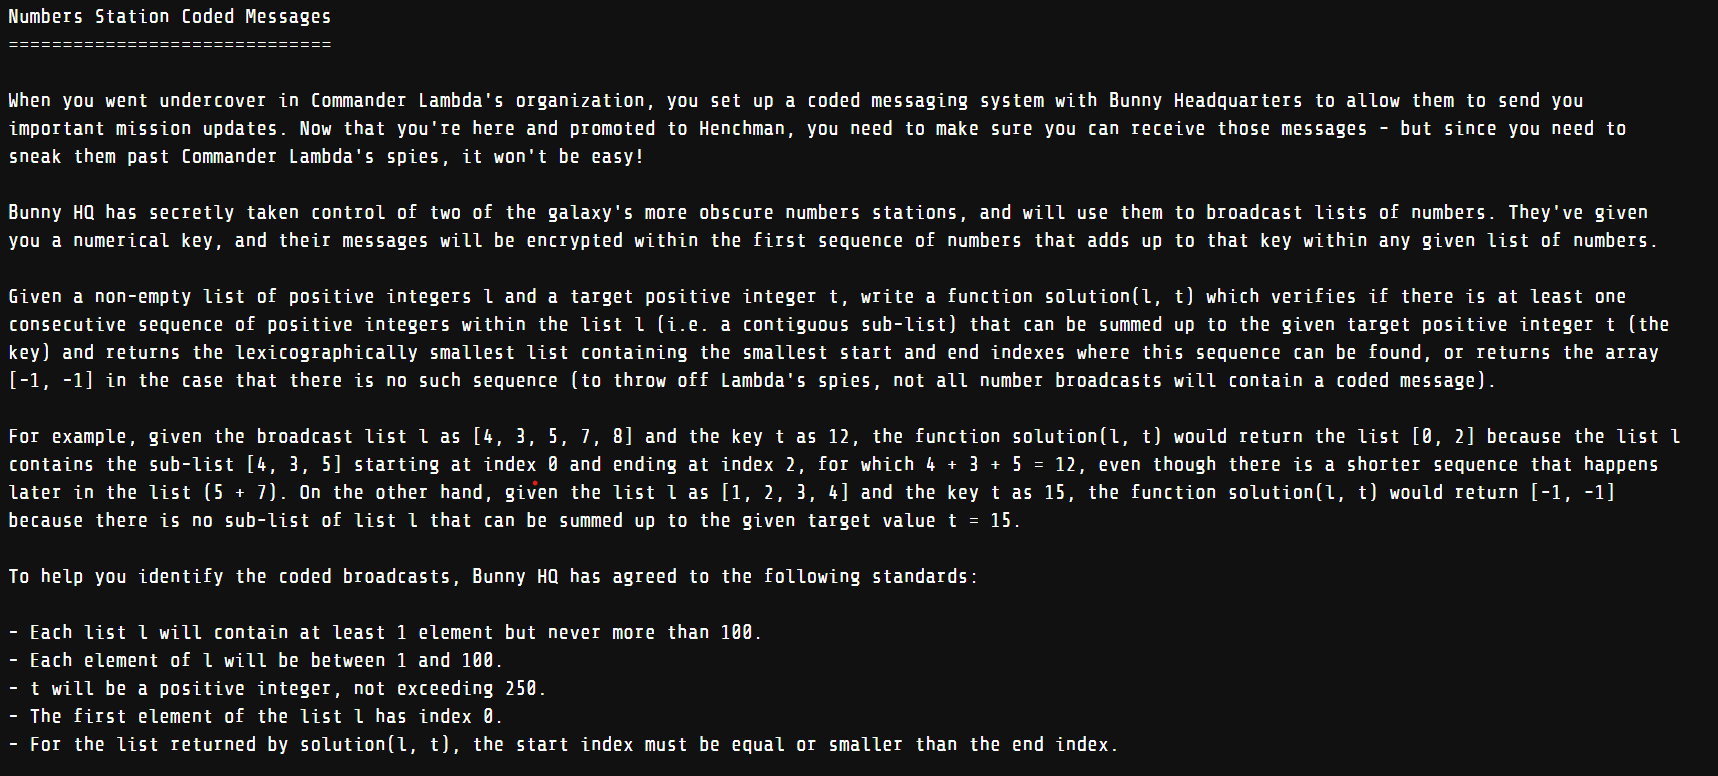 Numbers Station Coded Messages
==============================
When you went undercover in Commander Lambda's organization, you set up a coded messaging system with Bunny Headquarters to allow them to send you
important mission updates. Now that you're here and promoted to Henchman, you need to make sure you can receive those messages - but since you need to
sneak them past Commander Lambda's spies, it won't be easy!
Bunny HQ has secretly taken control of two of the galaxy's more obscure numbers stations, and will use them to broadcast lists of numbers. They've given
you a numerical key, and their messages will be encrypted within the first sequence of numbers that adds up to that key within any given list of numbers.
Given a non-empty list of positive integers l and a target positive integer t, write a function solution(l, t) which verifies if there is at least one
consecutive sequence of positive integers within the list l (i.e. a contiguous sub-list) that can be summed up to the given target positive integer t (the
key) and returns the lexicographically smallest list containing the smallest start and end indexes where this sequence can be found, or returns the array
[-1, -1] in the case that there is no such sequence (to throw off Lambda's spies, not all number broadcasts will contain a coded message).
For example, given the broadcast list l as [4, 3, 5, 7, 8] and the key t as 12, the function solution(l, t) would return the list [0, 2] because the list l
contains the sub-list [4, 3, 5] starting at index 0 and ending at index 2, for which 4 + 3 + 5 = 12, even though there is a shorter sequence that happens
later in the list (5 + 7). On the other hand, given the list l as [1, 2, 3, 4] and the key t as 15, the function solution(l, t) would return [-1, -1]
because there is no sub-list of list l that can be summed up to the given target value t = 15.
To help you identify the coded broadcasts, Bunny HQ has agreed to the following standards:
- Each list l will contain at least 1 element but never more than 100.
- Each element of l will be between 1 and 100.
- t will be a positive integer, not exceeding 250.
- The first element of the list l has index 0.
- For the list returned by solution(l, t), the start index must be equal or smaller than the end index.